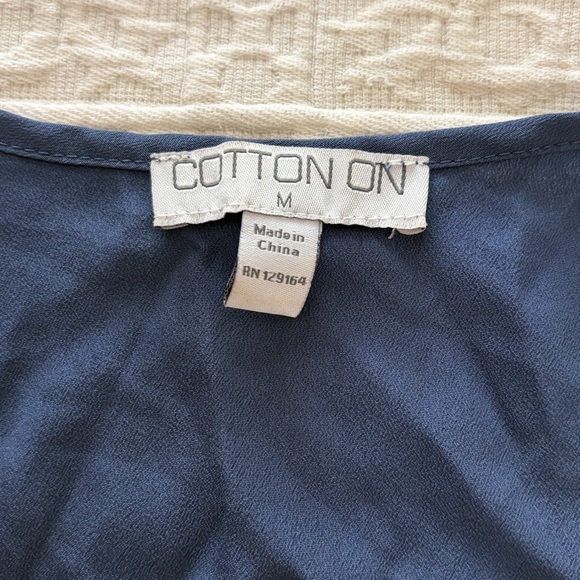 COTTON ON
M
Made in
China
RN 129164